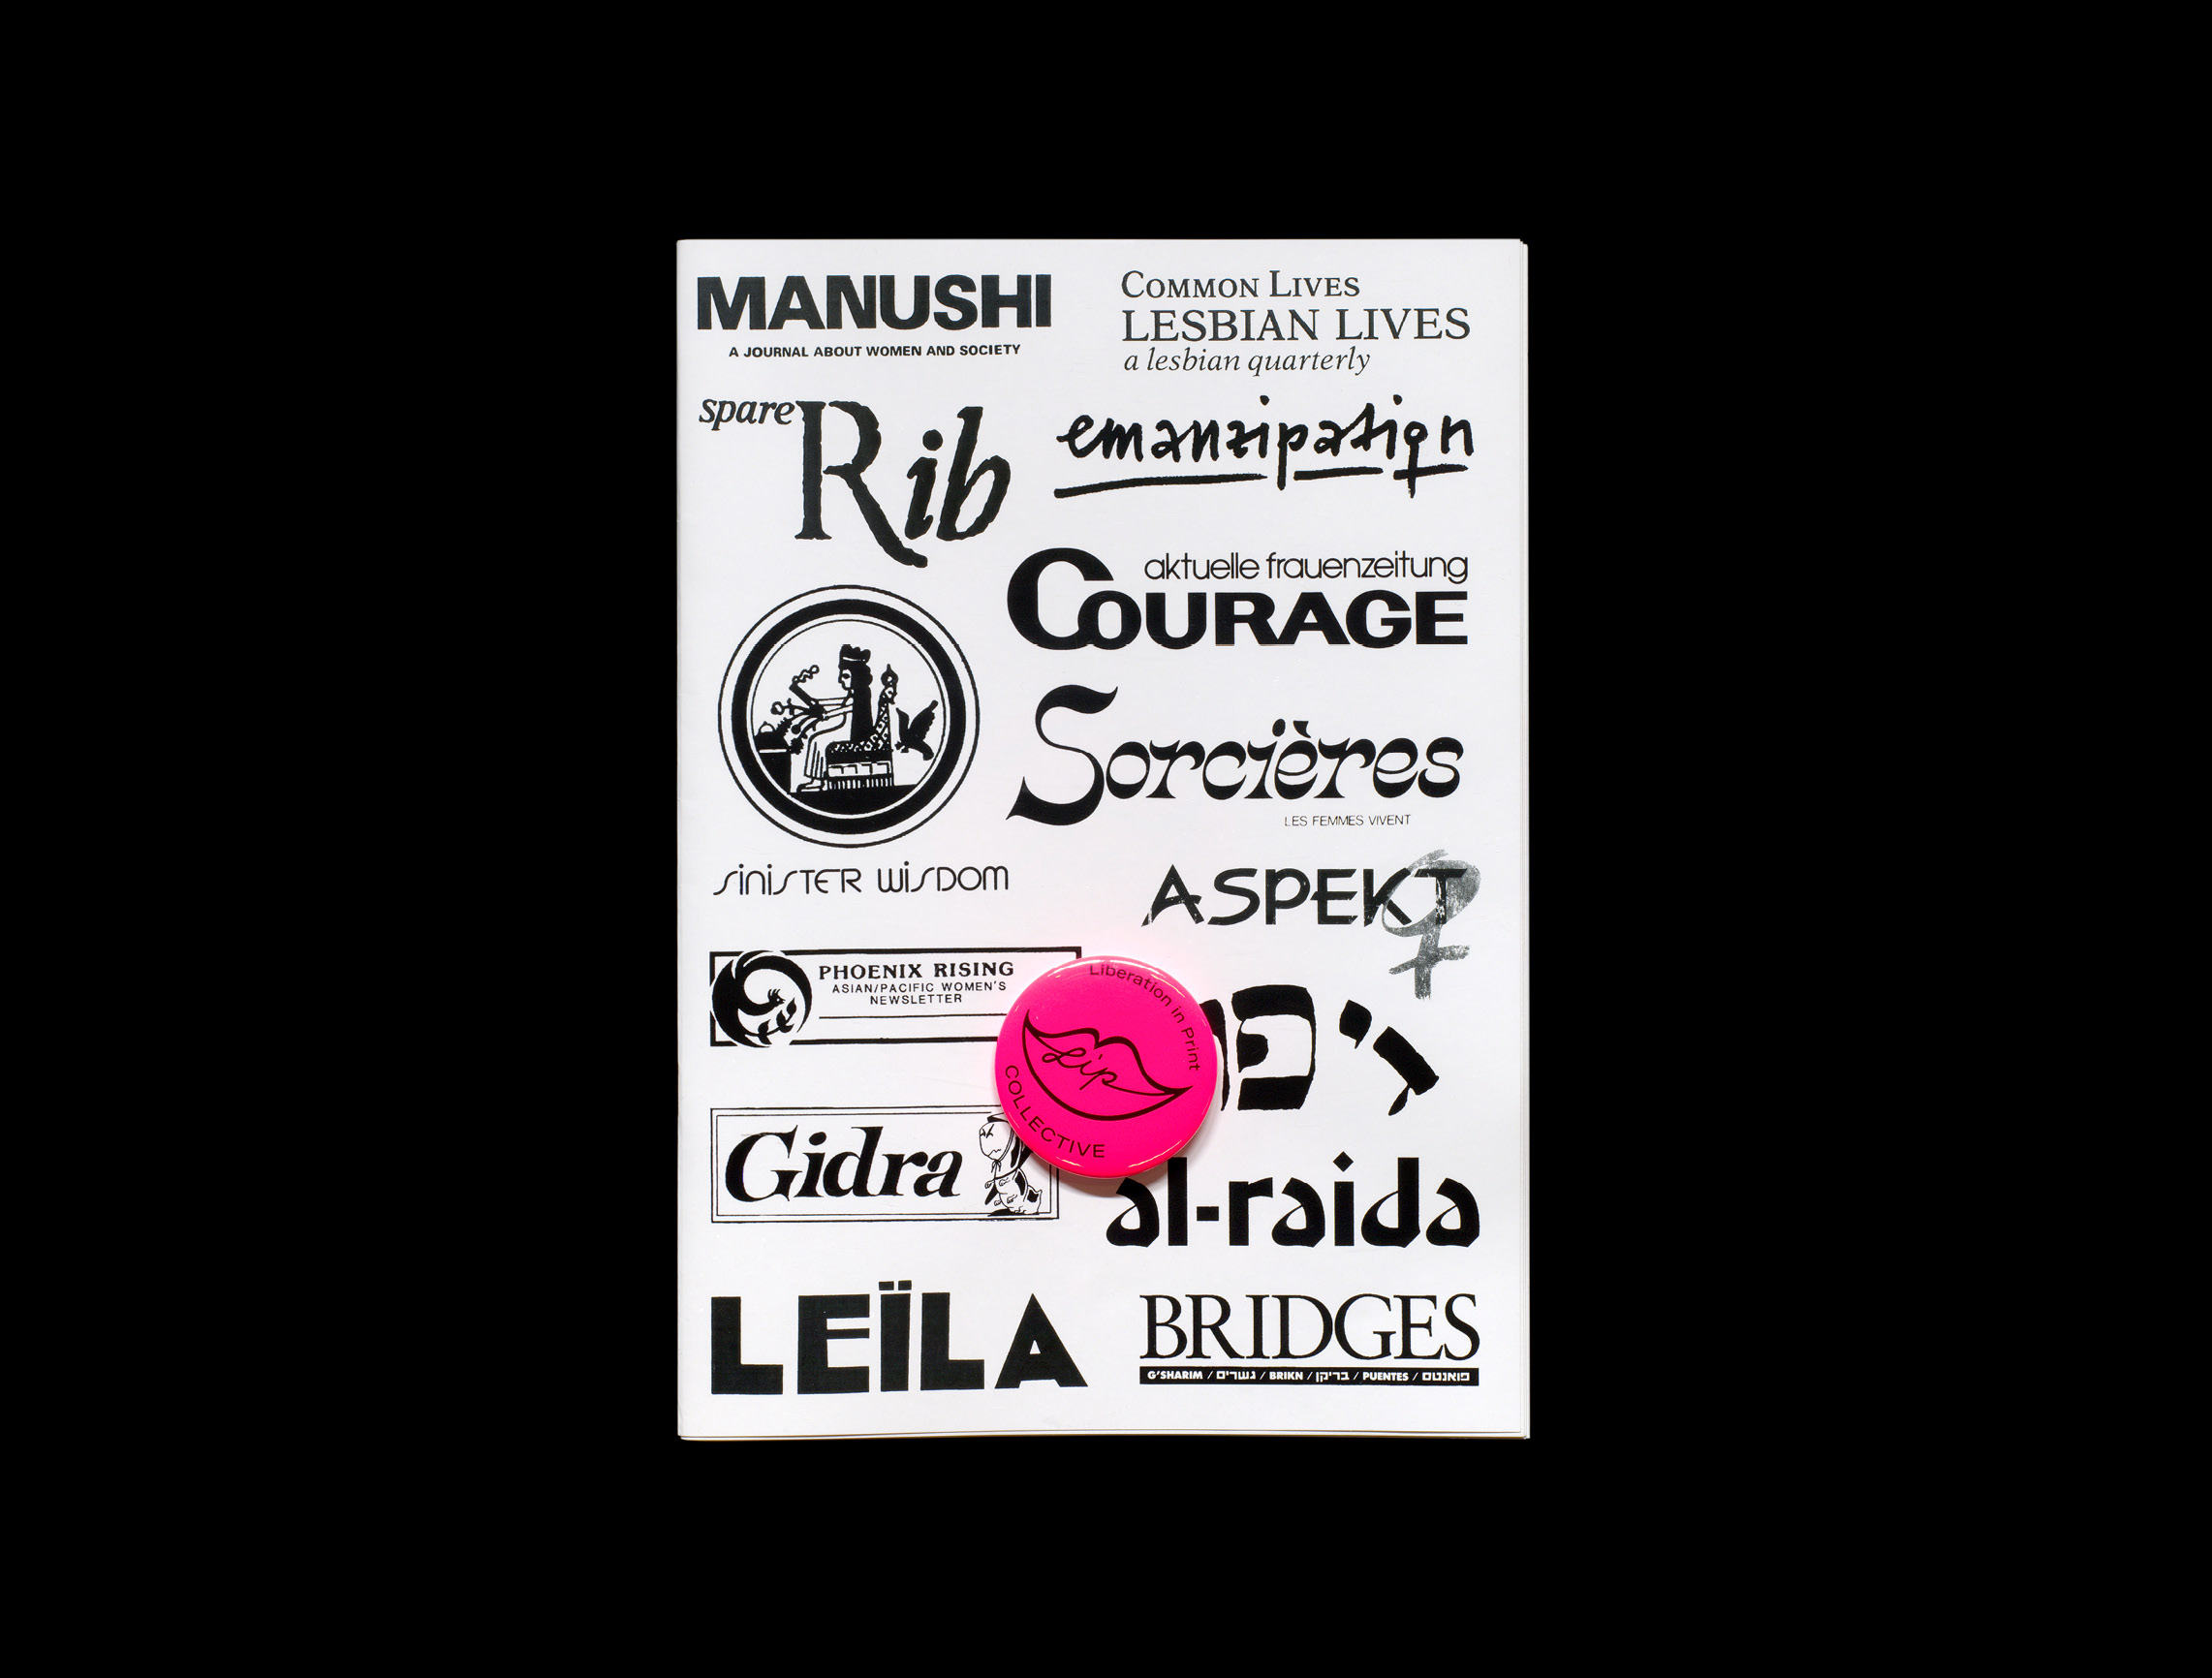 MANUSHI
A JOURNAL ABOUT WOMEN AND SOCIETY
COMMON LIVES
LESBIAN LIVES
a lesbian quarterly
spare Rib
emanzipation
aktuelle frauenzeitung
COURAGE
Sorcières
LES FEMMES VIVENT
SINISTER WISDOM
ASPEKT
PHOENIX RISING
ASIAN/PACIFIC WOMEN'S
NEWSLETTER
Liberation in Print
Lip
COLLECTIVE
Gidra
al-raida
LEÏLA
BRIDGES
G'SHARIM / גשרים / BRIKN / בריקן / PUENTES / פואנטס